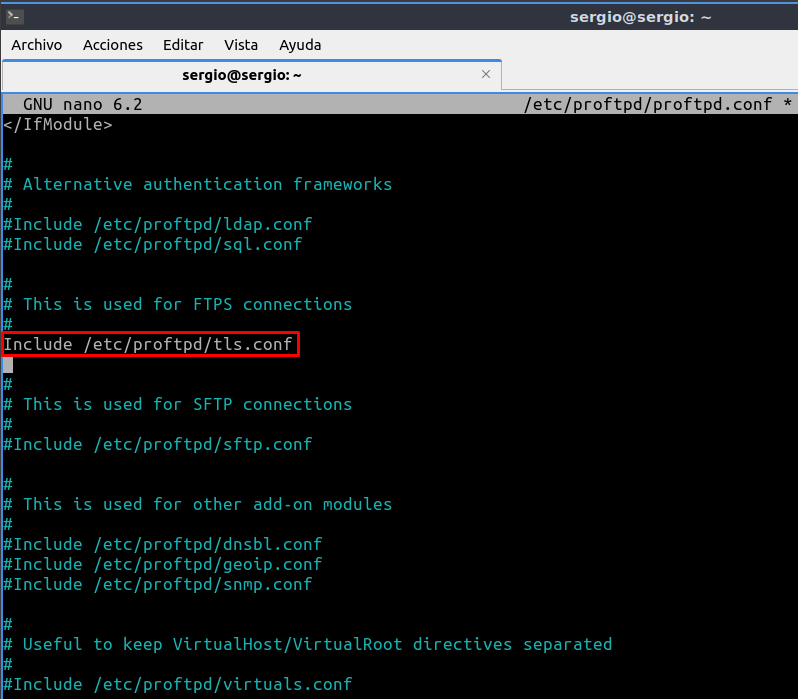 sergio@sergio: ~
Archivo Acciones Editar Vista Ayuda
sergio@sergio: ~ ×
GNU nano 6.2 /etc/proftpd/proftpd.conf *
</IfModule>
#
# Alternative authentication frameworks
#
#Include /etc/proftpd/ldap.conf
#Include /etc/proftpd/sql.conf
#
# This is used for FTPS connections
#
Include /etc/proftpd/tls.conf
#
# This is used for SFTP connections
#
#Include /etc/proftpd/sftp.conf
#
# This is used for other add-on modules
#
#Include /etc/proftpd/dnsbl.conf
#Include /etc/proftpd/geoip.conf
#Include /etc/proftpd/snmp.conf
#
# Useful to keep VirtualHost/VirtualRoot directives separated
#
#Include /etc/proftpd/virtuals.conf